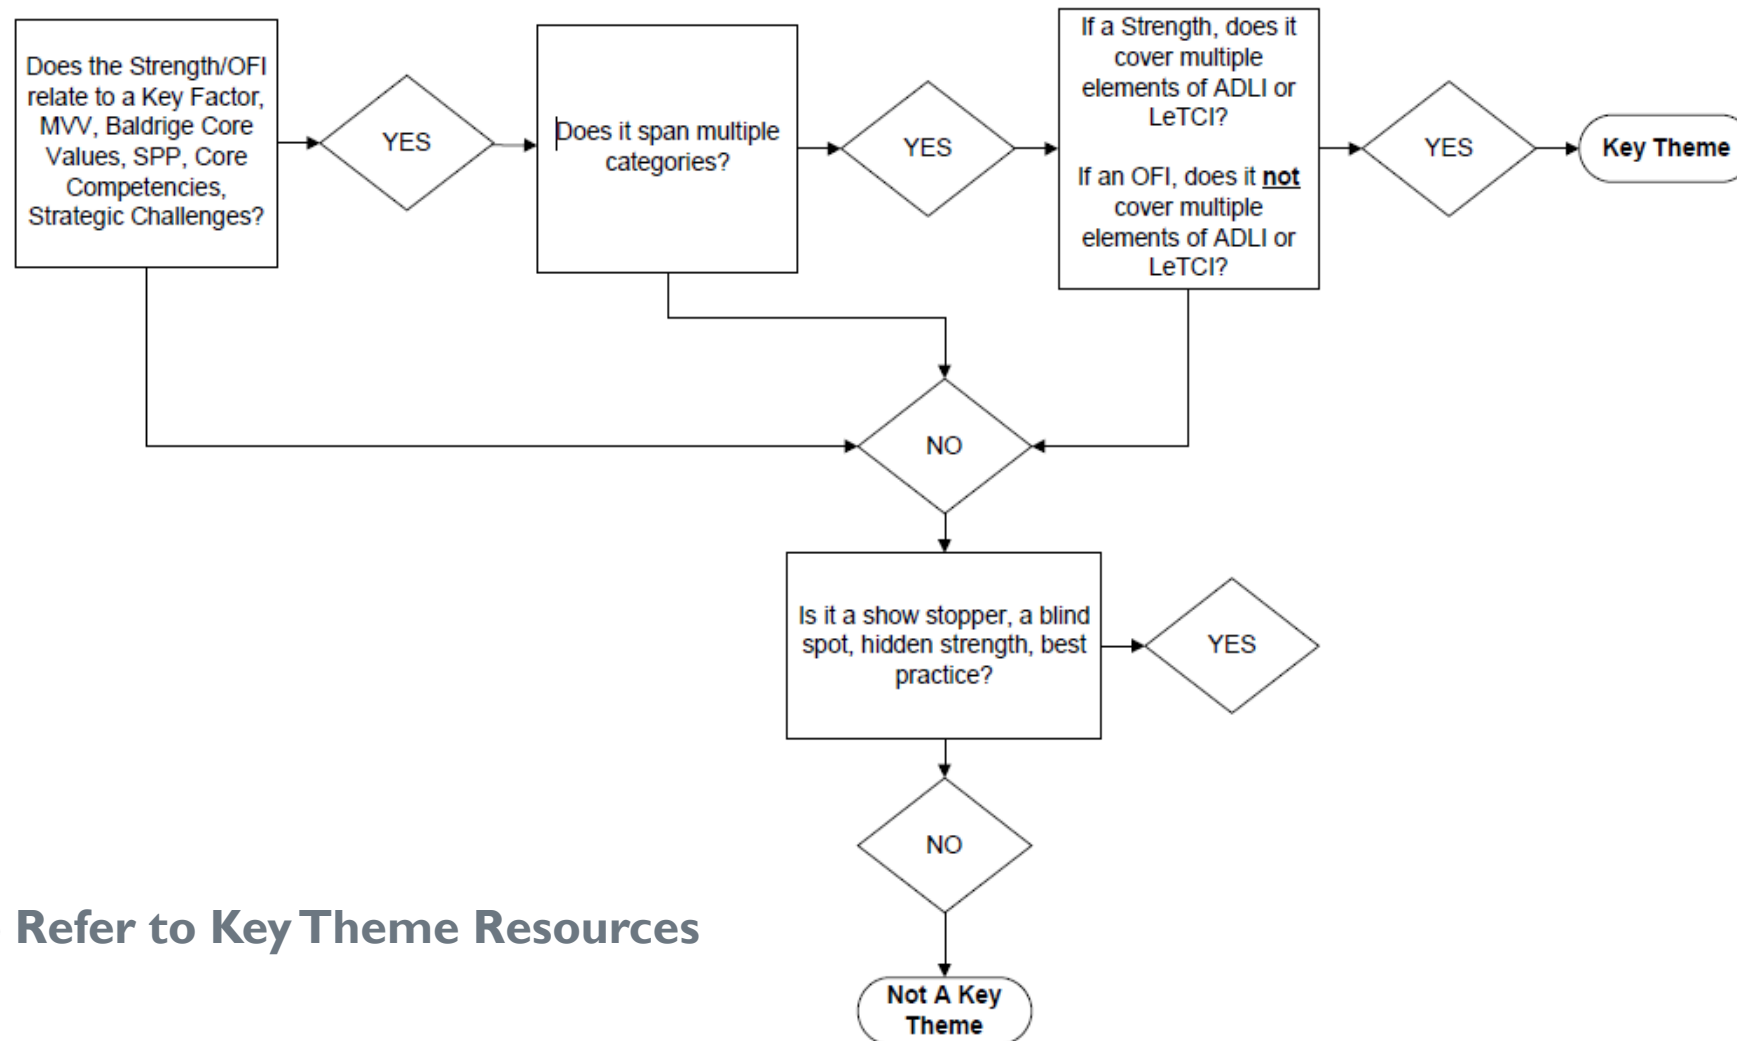 Does the Strength/OFI
relate to a Key Factor,
MVV, Baldrige Core
Values, SPP, Core
Competencies,
Strategic Challenges?
YES
Does it span multiple
categories?
YES
If a Strength, does it
cover multiple
elements of ADLI or
LeTCI?
If an OFI, does it not
cover multiple
elements of ADLI or
LeTCI?
YES
Key Theme
NO
Is it a show stopper, a blind
spot, hidden strength, best
practice?
YES
NO
Refer to Key Theme Resources
Not A Key
Theme